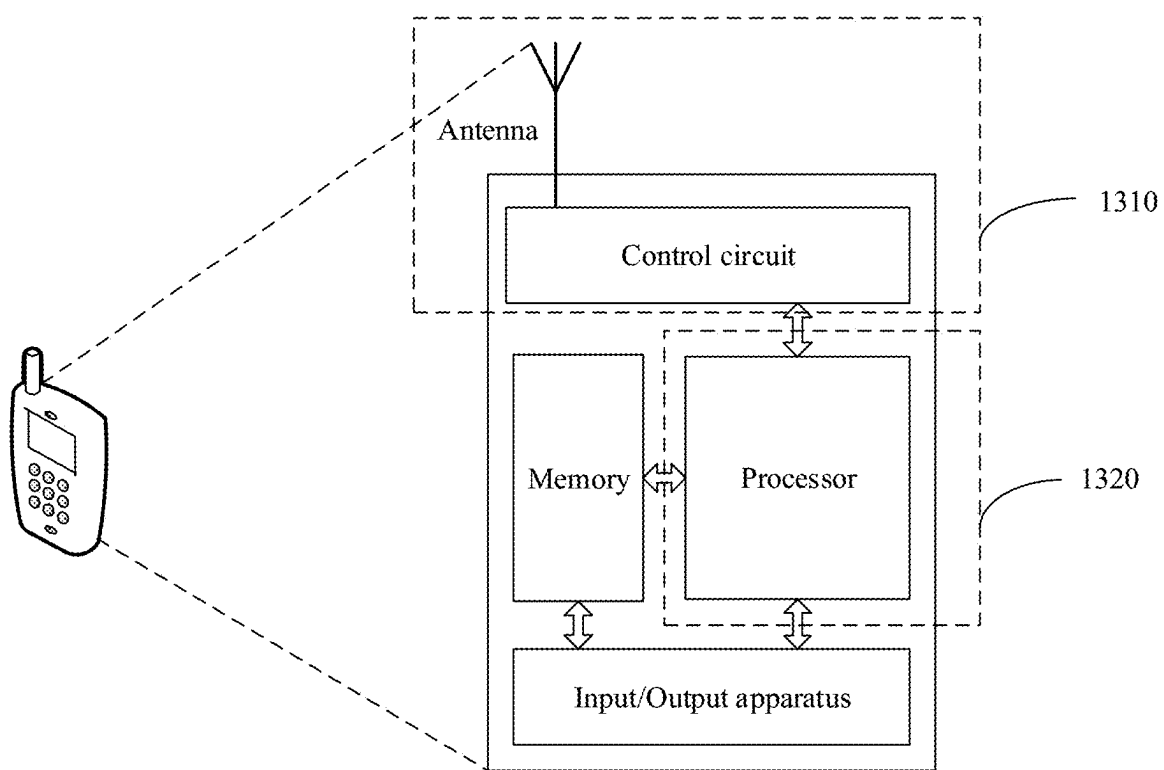 Antenna
1310
Control circuit
Memory
Processor
1320
Input/Output apparatus